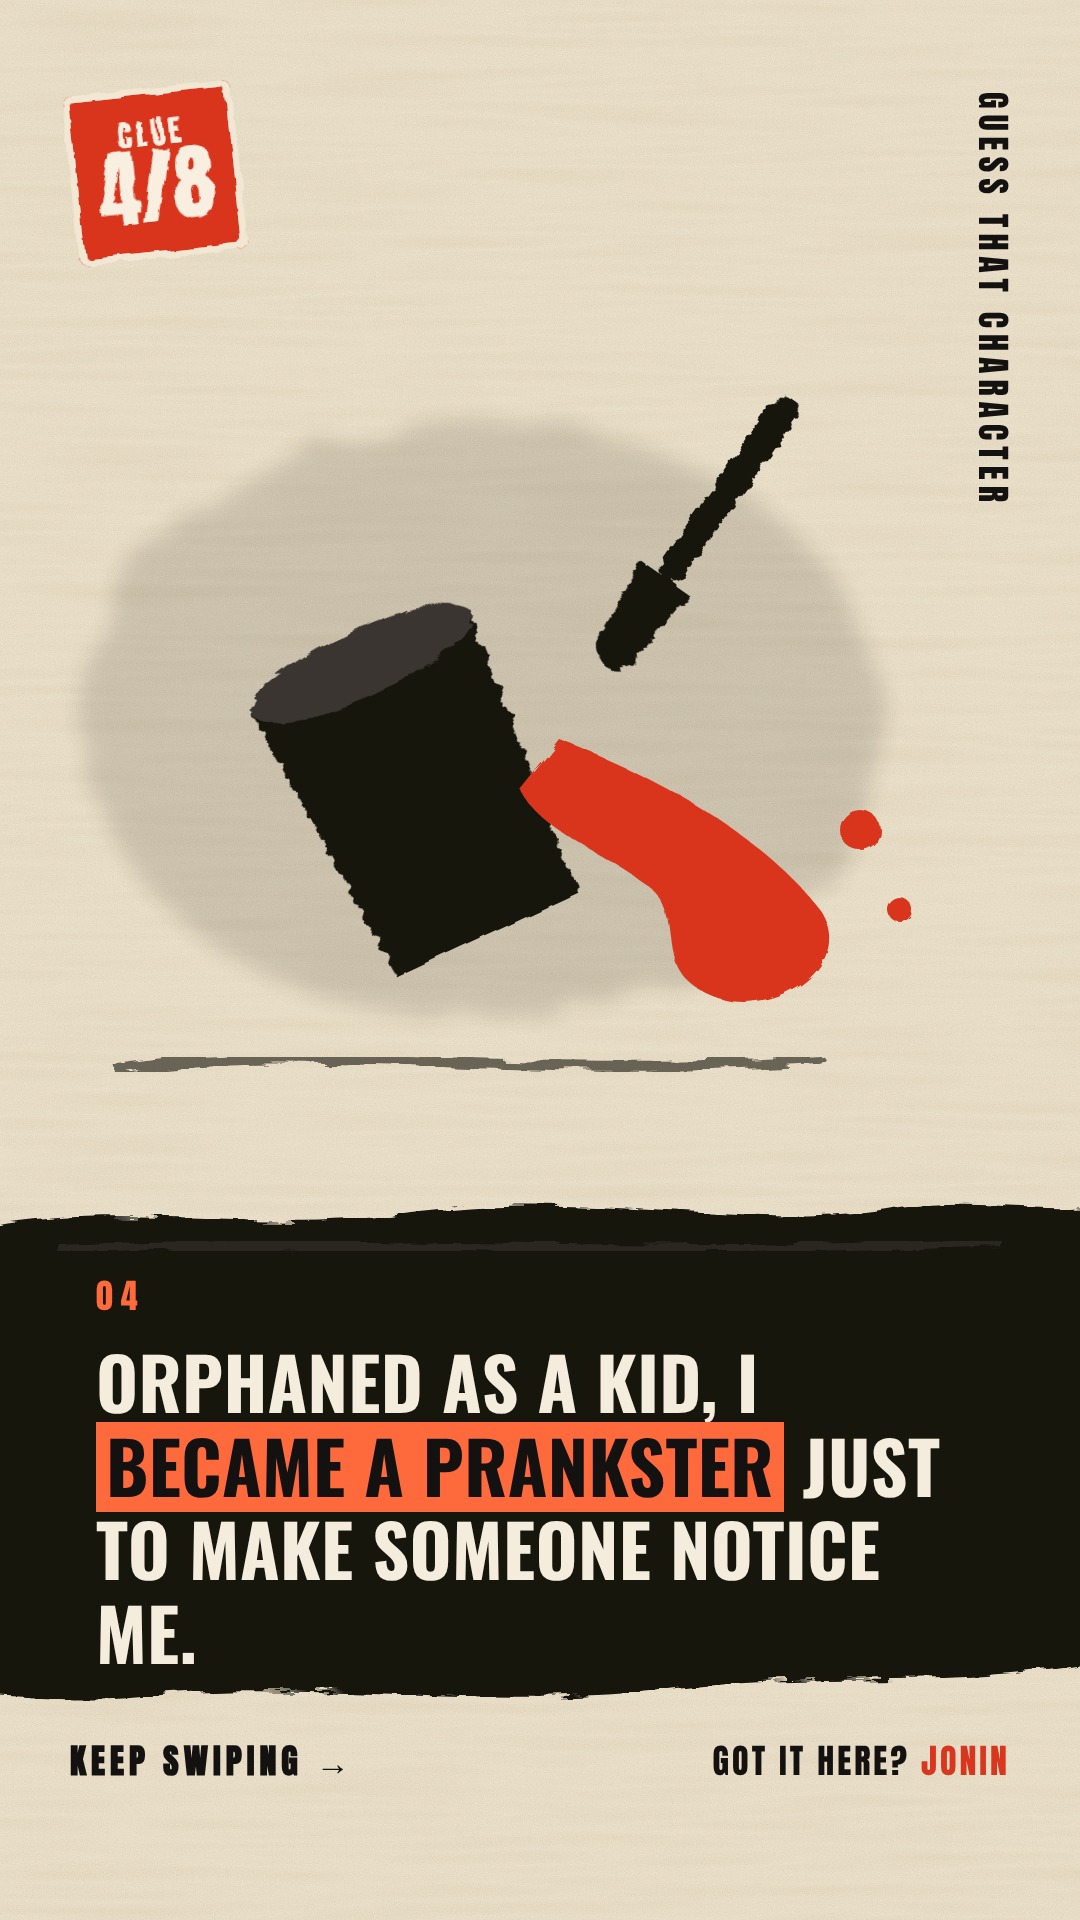 CLUE
4/8
GUESS THAT CHARACTER
04
ORPHANED AS A KID, I
BECAME A PRANKSTER JUST
TO MAKE SOMEONE NOTICE
ME.
KEEP SWIPING →
GOT IT HERE? JONIN